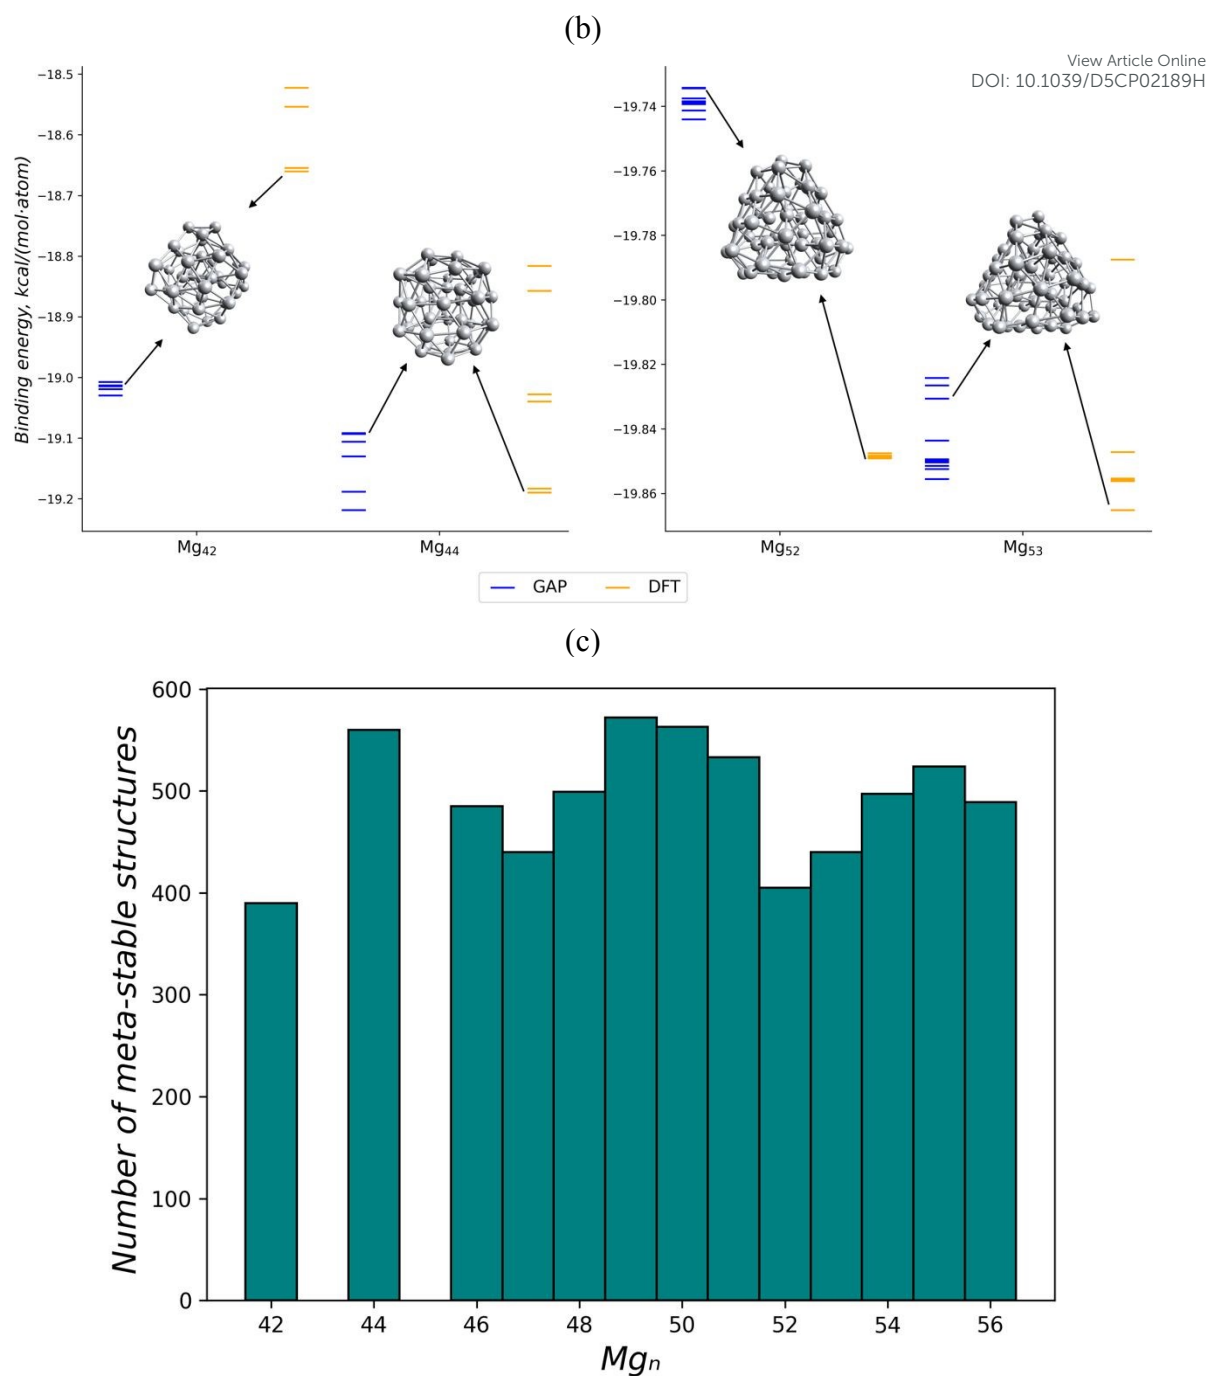 (b)
View Article Online
DOI: 10.1039/D5CP02189H
Binding energy, kcal/(mol·atom)
−18.5
−18.6
−18.7
−18.8
−18.9
−19.0
−19.1
−19.2
Mg₄₂
Mg₄₄
−19.74
−19.76
−19.78
−19.80
−19.82
−19.84
−19.86
Mg₅₂
Mg₅₃
GAP DFT
(c)
Number of meta-stable structures
600
500
400
300
200
100
0
42 44 46 48 50 52 54 56
Mgₙ